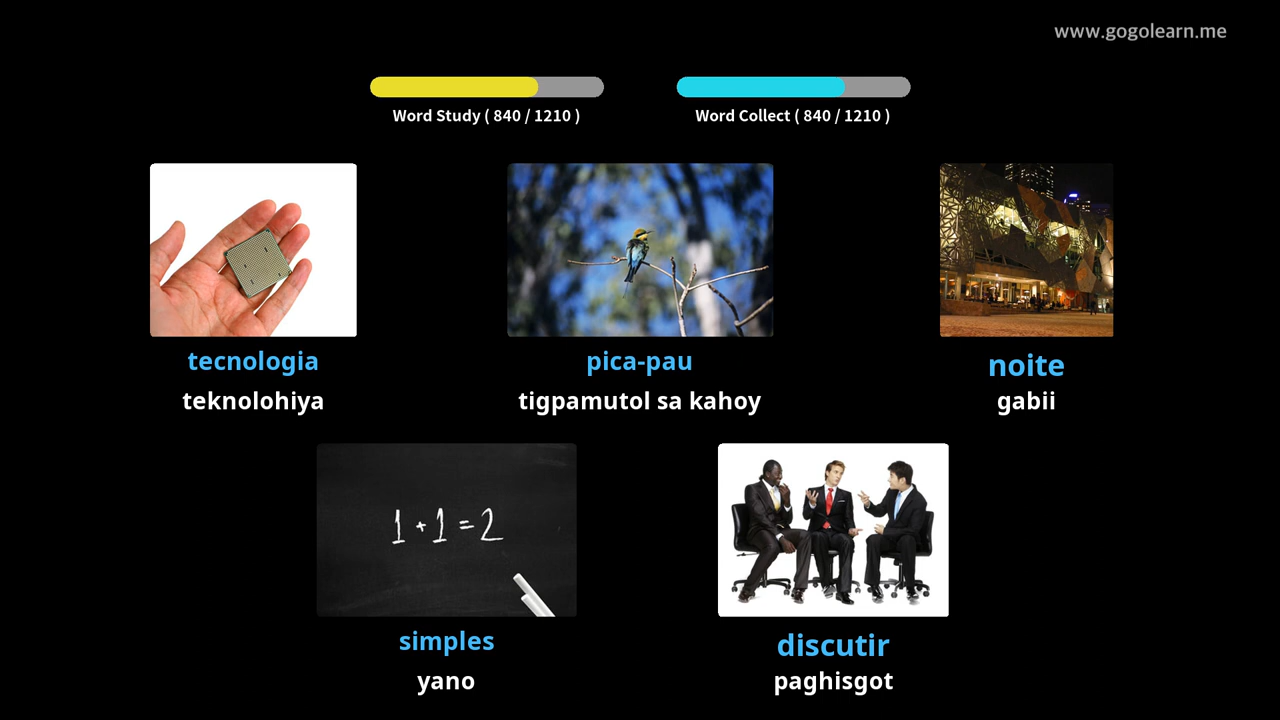 www.gogolearn.me
Word Study ( 840 / 1210 )
Word Collect ( 840 / 1210 )
tecnologia
teknolohiya
pica-pau
tigpamutol sa kahoy
noite
gabii
1 + 1 = 2
simples
yano
discutir
paghisgot